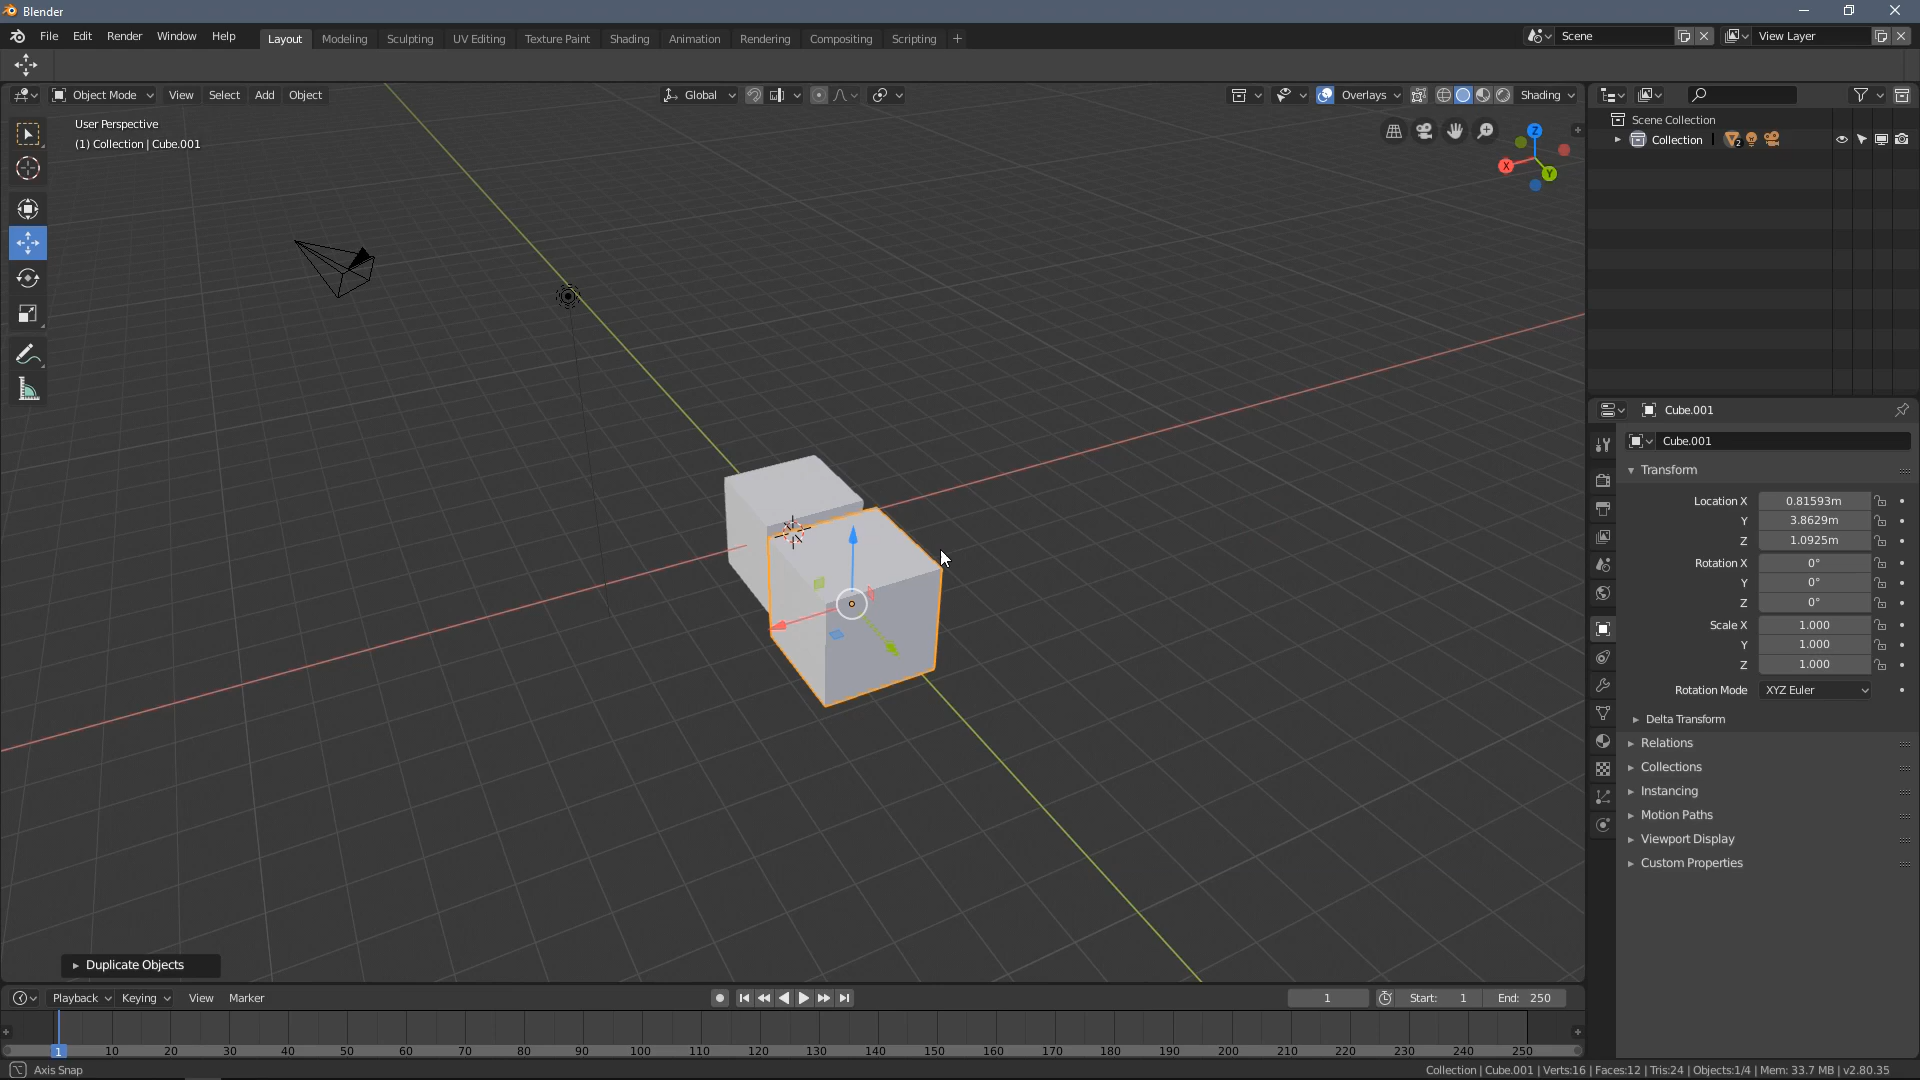 Blender
File Edit Render Window Help
Layout Modeling Sculpting UV Editing Texture Paint Shading Animation Rendering Compositing Scripting +
Scene
View Layer
Object Mode View Select Add Object
Global
Overlays
Shading
User Perspective
(1) Collection | Cube.001
Z
X
Y
Scene Collection
Collection
2
Cube.001
Cube.001
Transform
Location X 0.81593m
Y 3.8629m
Z 1.0925m
Rotation X 0°
Y 0°
Z 0°
Scale X 1.000
Y 1.000
Z 1.000
Rotation Mode XYZ Euler
Delta Transform
Relations
Collections
Instancing
Motion Paths
Viewport Display
Custom Properties
Duplicate Objects
Playback Keying View Marker
1
Start: 1
End: 250
1 10 20 30 40 50 60 70 80 90 100 110 120 130 140 150 160 170 180 190 200 210 220 230 240 250
Axis Snap
Collection | Cube.001 | Verts:16 | Faces:12 | Tris:24 | Objects:1/4 | Mem: 33.7 MB | v2.80.35